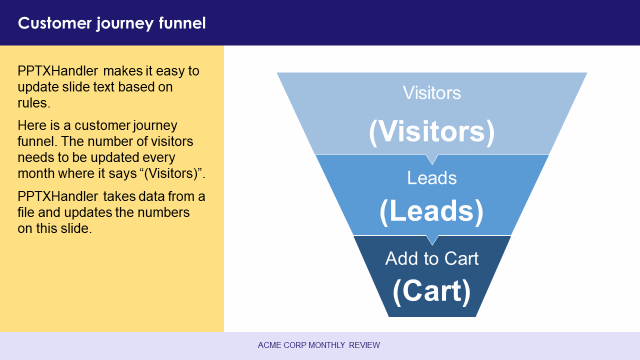 Customer journey funnel
PPTXHandler makes it easy to
update slide text based on
rules.
Here is a customer journey
funnel. The number of visitors
needs to be updated every
month where it says “(Visitors)”.
PPTXHandler takes data from a
file and updates the numbers
on this slide.
Visitors
(Visitors)
Leads
(Leads)
Add to Cart
(Cart)
ACME CORP MONTHLY REVIEW